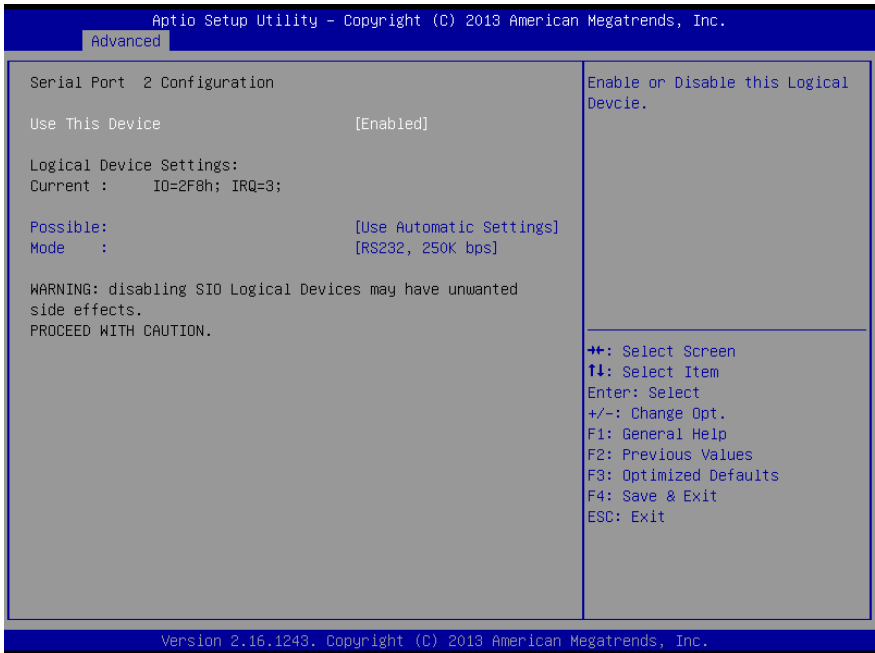 Aptio Setup Utility – Copyright (C) 2013 American Megatrends, Inc.
Advanced
Serial Port 2 Configuration
Use This Device [Enabled]
Logical Device Settings:
Current : IO=2F8h; IRQ=3;
Possible: [Use Automatic Settings]
Mode : [RS232, 250K bps]
WARNING: disabling SIO Logical Devices may have unwanted
side effects.
PROCEED WITH CAUTION.
Enable or Disable this Logical
Devcie.
→←: Select Screen
↑↓: Select Item
Enter: Select
+/-: Change Opt.
F1: General Help
F2: Previous Values
F3: Optimized Defaults
F4: Save & Exit
ESC: Exit
Version 2.16.1243. Copyright (C) 2013 American Megatrends, Inc.